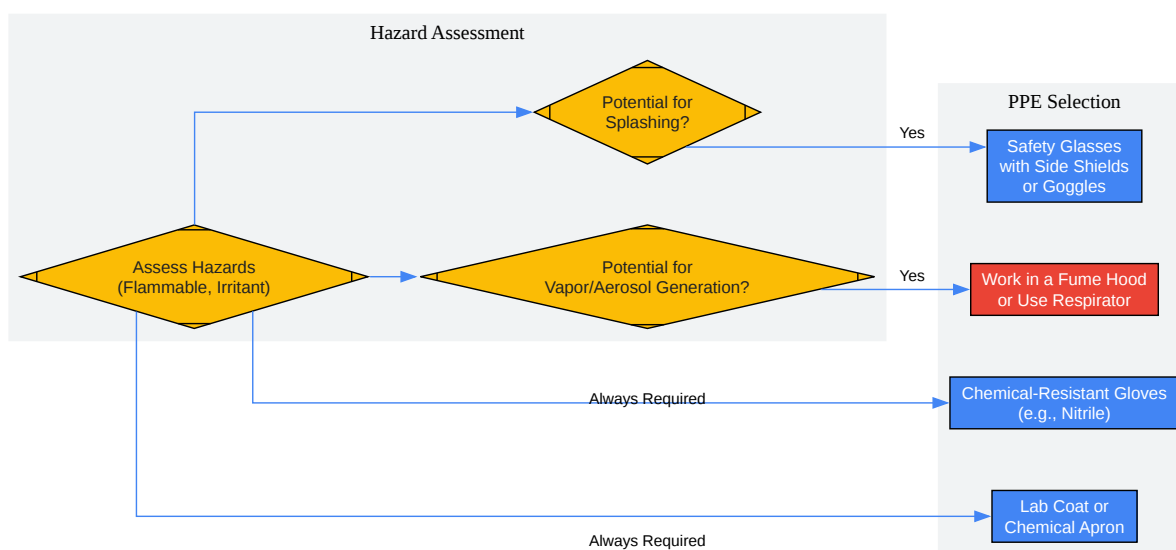 Hazard Assessment
Potential for
Splashing?
PPE Selection
Yes
Safety Glasses
with Side Shields
or Goggles
Assess Hazards
(Flammable, Irritant)
Potential for
Vapor/Aerosol Generation?
Yes
Work in a Fume Hood
or Use Respirator
Always Required
Chemical-Resistant Gloves
(e.g., Nitrile)
Always Required
Lab Coat or
Chemical Apron